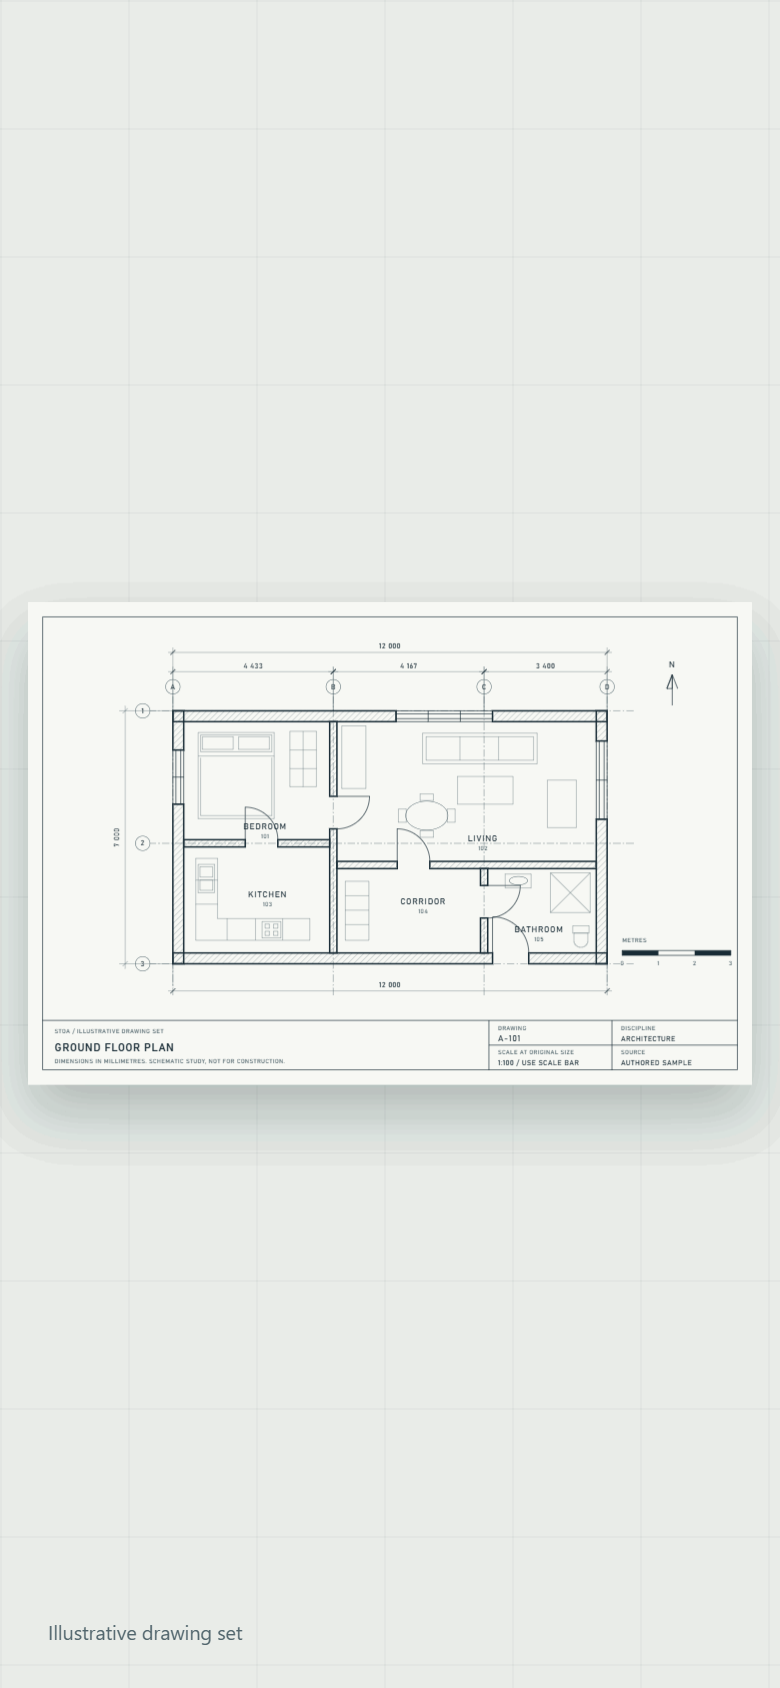 12 000
4 433
4 167
3 400
N
A
B
C
D
1
BEDROOM
101
7 000
2
LIVING
102
KITCHEN
103
CORRIDOR
104
BATHROOM
105
METRES
3
0 1 2 3
12 000
STOA / ILLUSTRATIVE DRAWING SET
GROUND FLOOR PLAN
DIMENSIONS IN MILLIMETRES. SCHEMATIC STUDY, NOT FOR CONSTRUCTION.
DRAWING
A-101
DISCIPLINE
ARCHITECTURE
SCALE AT ORIGINAL SIZE
1:100 / USE SCALE BAR
SOURCE
AUTHORED SAMPLE
Illustrative drawing set